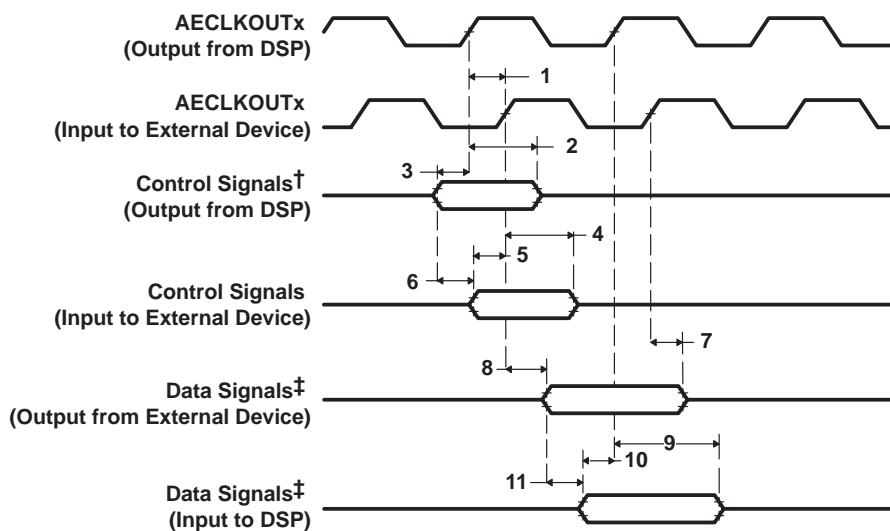 AECLKOUTx
(Output from DSP)
1
AECLKOUTx
(Input to External Device)
2
3
Control Signals†
(Output from DSP)
4
5
6
Control Signals
(Input to External Device)
7
8
Data Signals‡
(Output from External Device)
9
10
11
Data Signals‡
(Input to DSP)